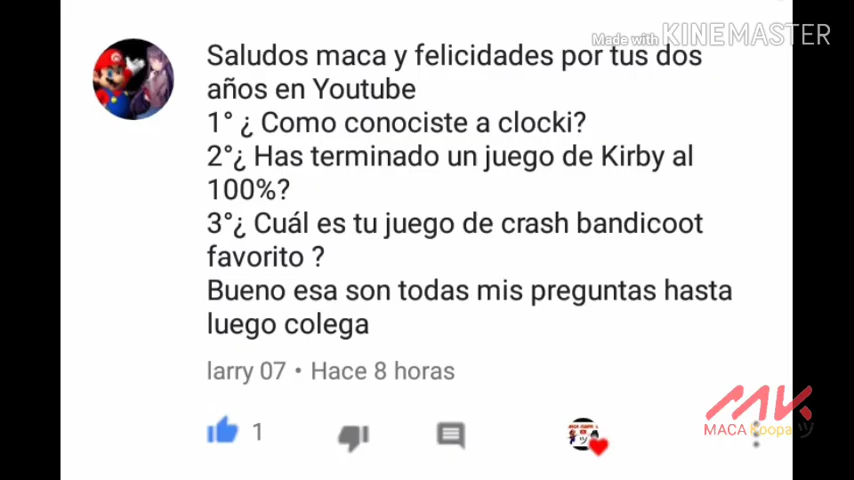 Made with KINEMASTER
Saludos maca y felicidades por tus dos
años en Youtube
1° ¿ Como conociste a clocki?
2°¿ Has terminado un juego de Kirby al
100%?
3°¿ Cuál es tu juego de crash bandicoot
favorito ?
Bueno esa son todas mis preguntas hasta
luego colega
larry 07 • Hace 8 horas
1
MK
MACA Koopa ツ